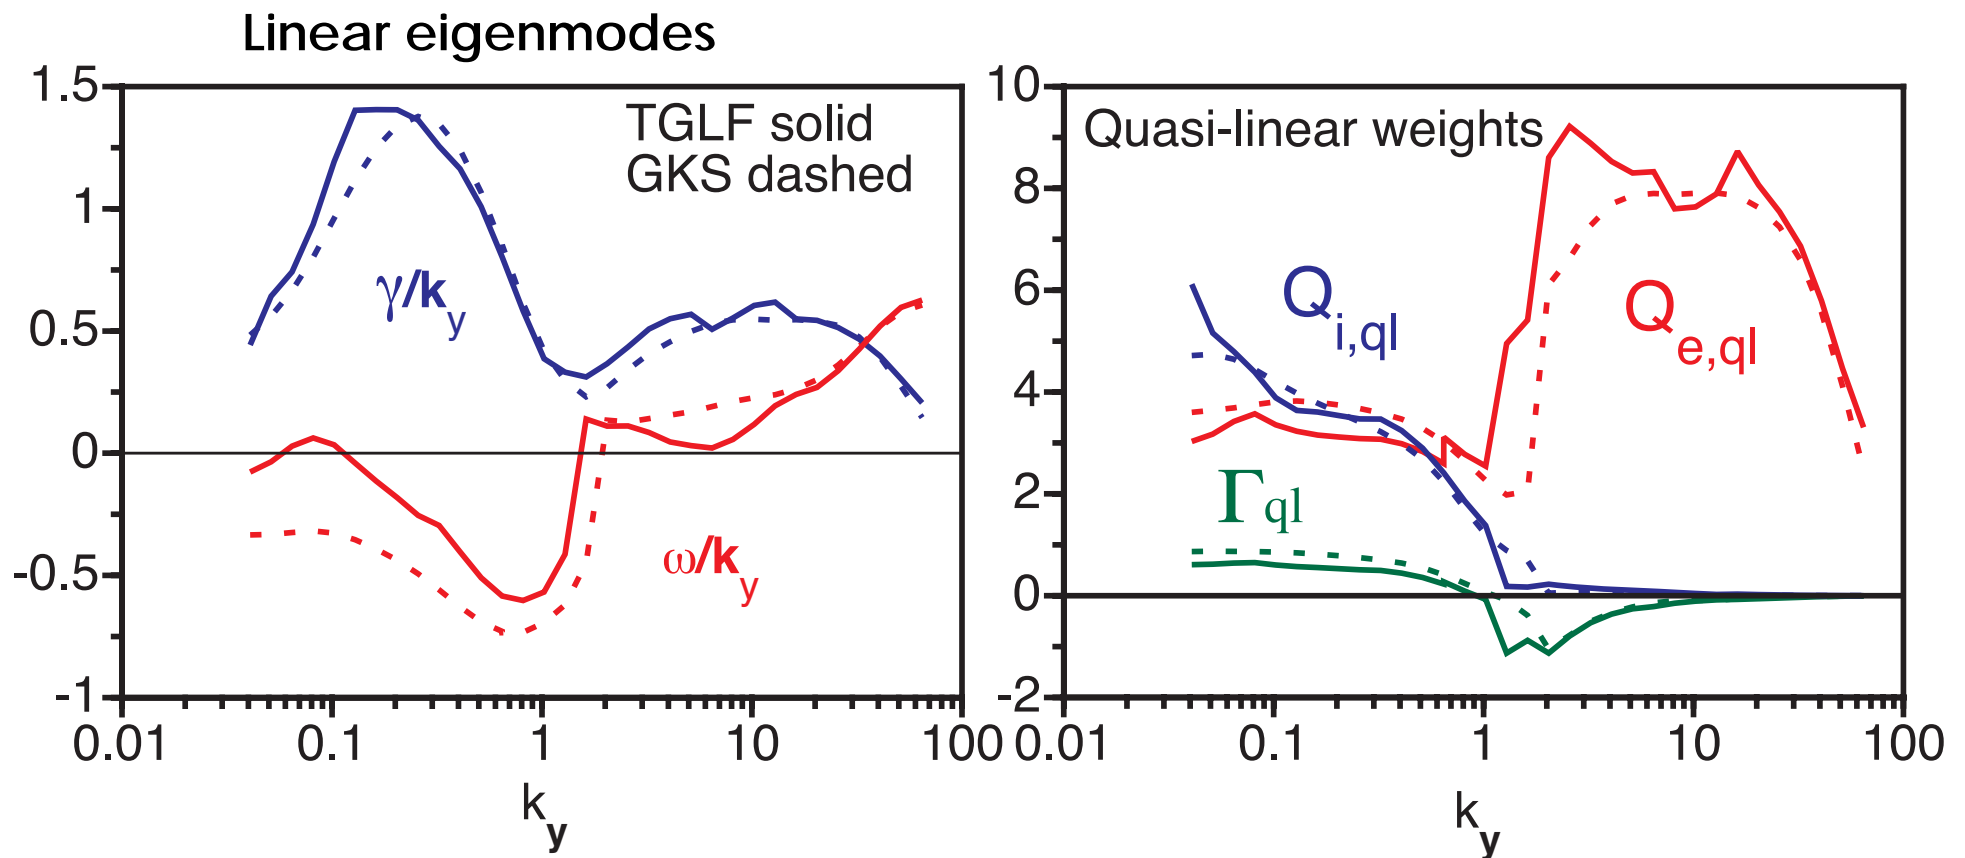 Linear eigenmodes
1.5
1
0.5
0
-0.5
-1
TGLF solid
GKS dashed
γ/ky
ω/ky
0.01 0.1 1 10 100
ky
10
8
6
4
2
0
-2
Quasi-linear weights
Qi,ql
Qe,ql
Γql
0.01 0.1 1 10 100
ky